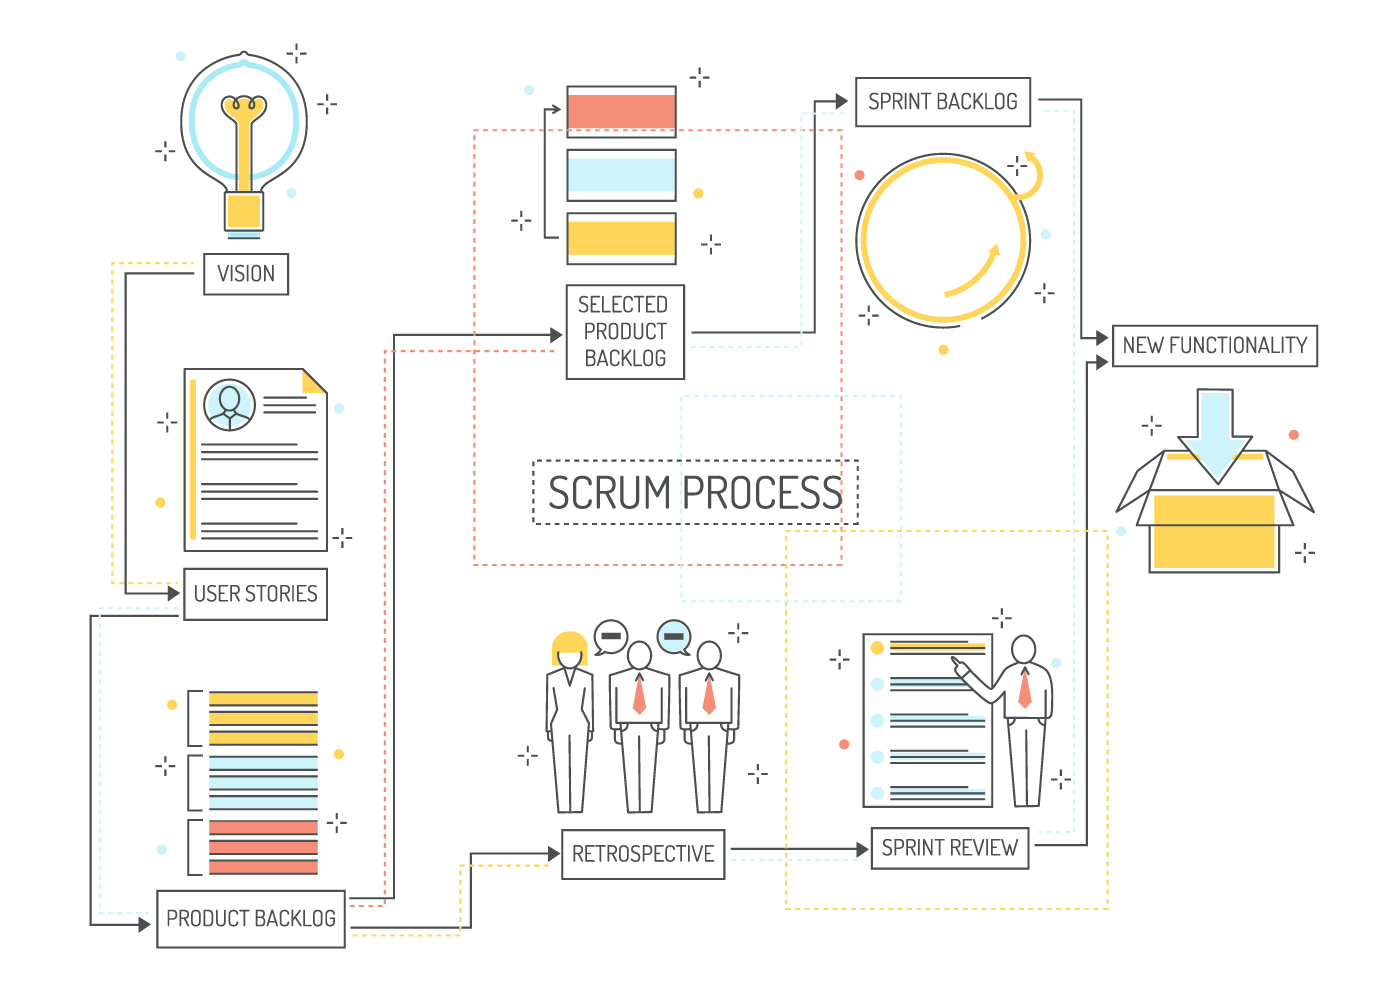 VISION
USER STORIES
PRODUCT BACKLOG
SELECTED
PRODUCT
BACKLOG
SPRINT BACKLOG
NEW FUNCTIONALITY
SCRUM PROCESS
RETROSPECTIVE
SPRINT REVIEW